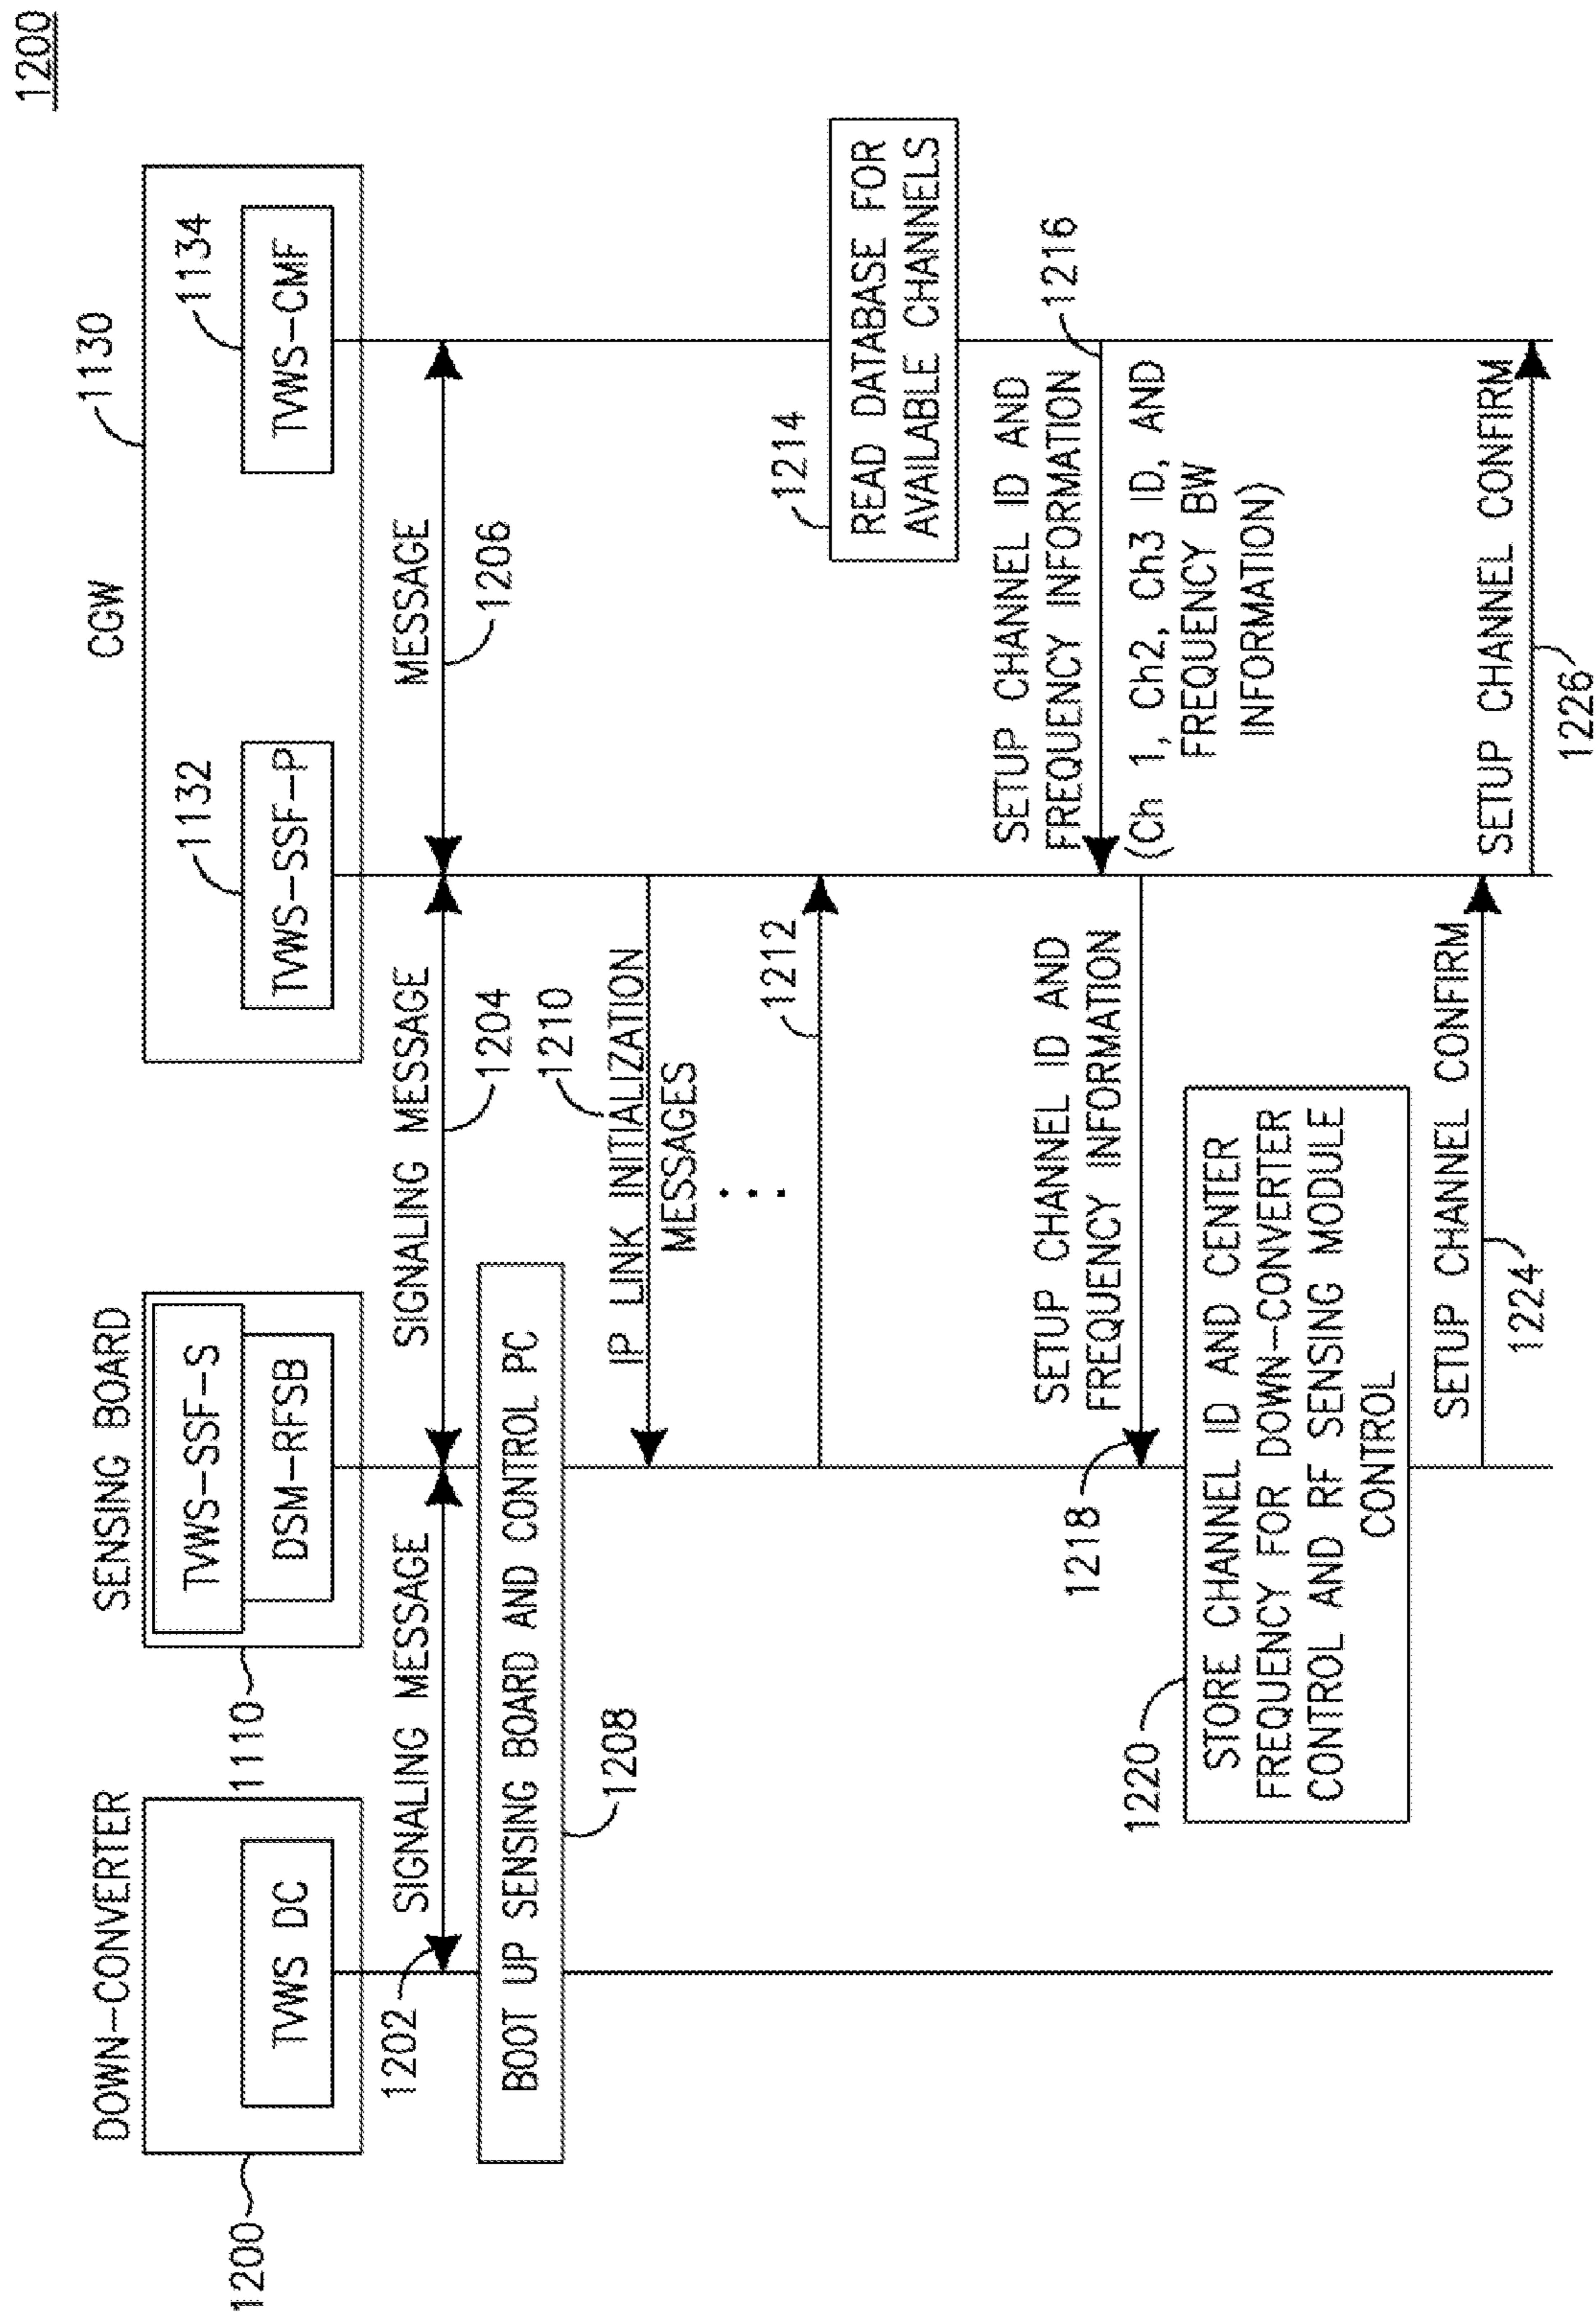 1200
DOWN-CONVERTER
SENSING BOARD
CGW
1130
1200
TVWS DC
1110
TVWS-SSF-S
DSM-RFSB
1132
TVWS-SSF-P
1134
TVWS-CMF
SIGNALING MESSAGE
1202
SIGNALING MESSAGE
1204
MESSAGE
1206
BOOT UP SENSING BOARD AND CONTROL PC
1208
IP LINK INITIALIZATION
MESSAGES
1210
1212
1214
READ DATABASE FOR
AVAILABLE CHANNELS
SETUP CHANNEL ID AND
FREQUENCY INFORMATION
1216
(Ch 1, Ch2, Ch3 ID, AND
FREQUENCY BW
INFORMATION)
SETUP CHANNEL ID AND
FREQUENCY INFORMATION
1218
1220
STORE CHANNEL ID AND CENTER
FREQUENCY FOR DOWN-CONVERTER
CONTROL AND RF SENSING MODULE
CONTROL
SETUP CHANNEL CONFIRM
1224
SETUP CHANNEL CONFIRM
1226